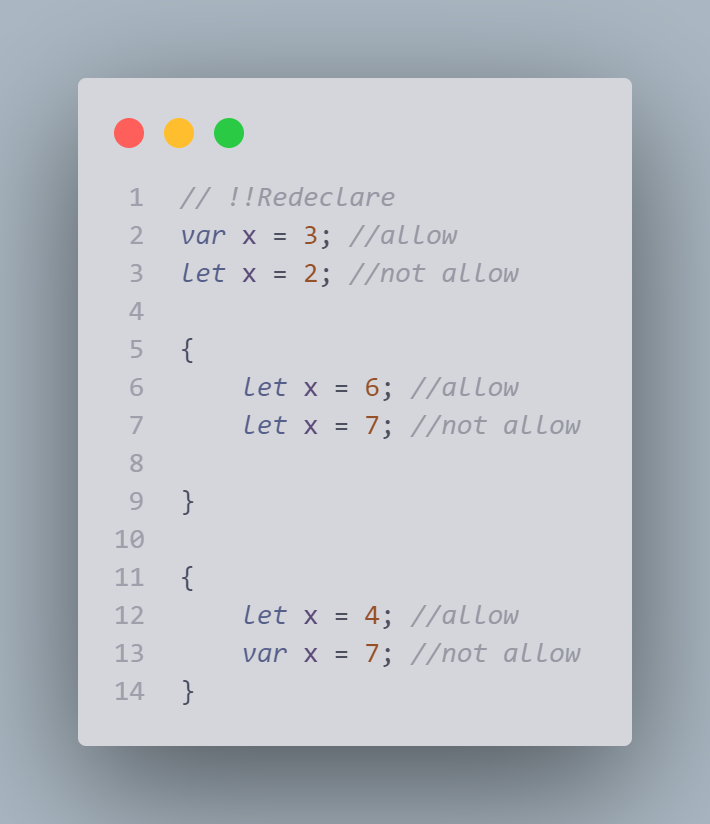 1 // !!Redeclare
2 var x = 3; //allow
3 let x = 2; //not allow
4
5 {
6     let x = 6; //allow
7     let x = 7; //not allow
8
9 }
10
11 {
12     let x = 4; //allow
13     var x = 7; //not allow
14 }